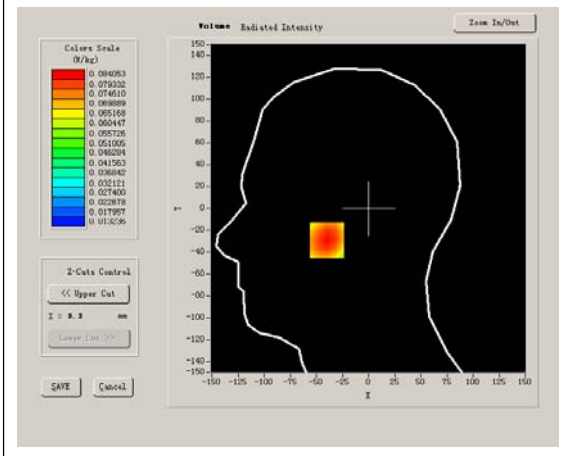 Volume Radiated Intensity
Zoom In/Out
Colors Scale
(W/kg)
0.084053
0.079332
0.074610
0.069889
0.065168
0.060447
0.055726
0.051005
0.046284
0.041563
0.036842
0.032121
0.027400
0.022678
0.017957
0.013236
Z-Cuts Control
<< Upper Cut
mm
Lower Cut >>
SAVE
Cancel
150
140
120
100
80
60
40
20
0
-20
-40
-60
-80
-100
-120
-140
-150
Y
-150 -125 -100 -75 -50 -25 0 25 50 75 100 125 150
X